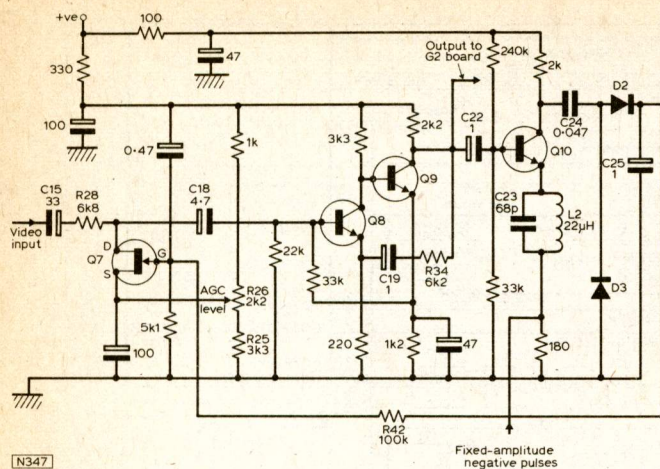 +ve
100
47
330
100
0·47
1k
3k3
2k2
Output to
G2 board
240k
2k
C22
1
C24
0·047
D2
Q10
C25
1
Q9
C23
68p
L2
22μH
C15
33
R28
6k8
C18
4·7
Video
input
Q8
D
Q7
G
S
22k
33k
C19
1
R34
6k2
33k
D3
AGC
level
R26
2k2
5k1
R25
3k3
100
220
1k2
47
180
R42
100k
Fixed-amplitude
negative pulses
N347